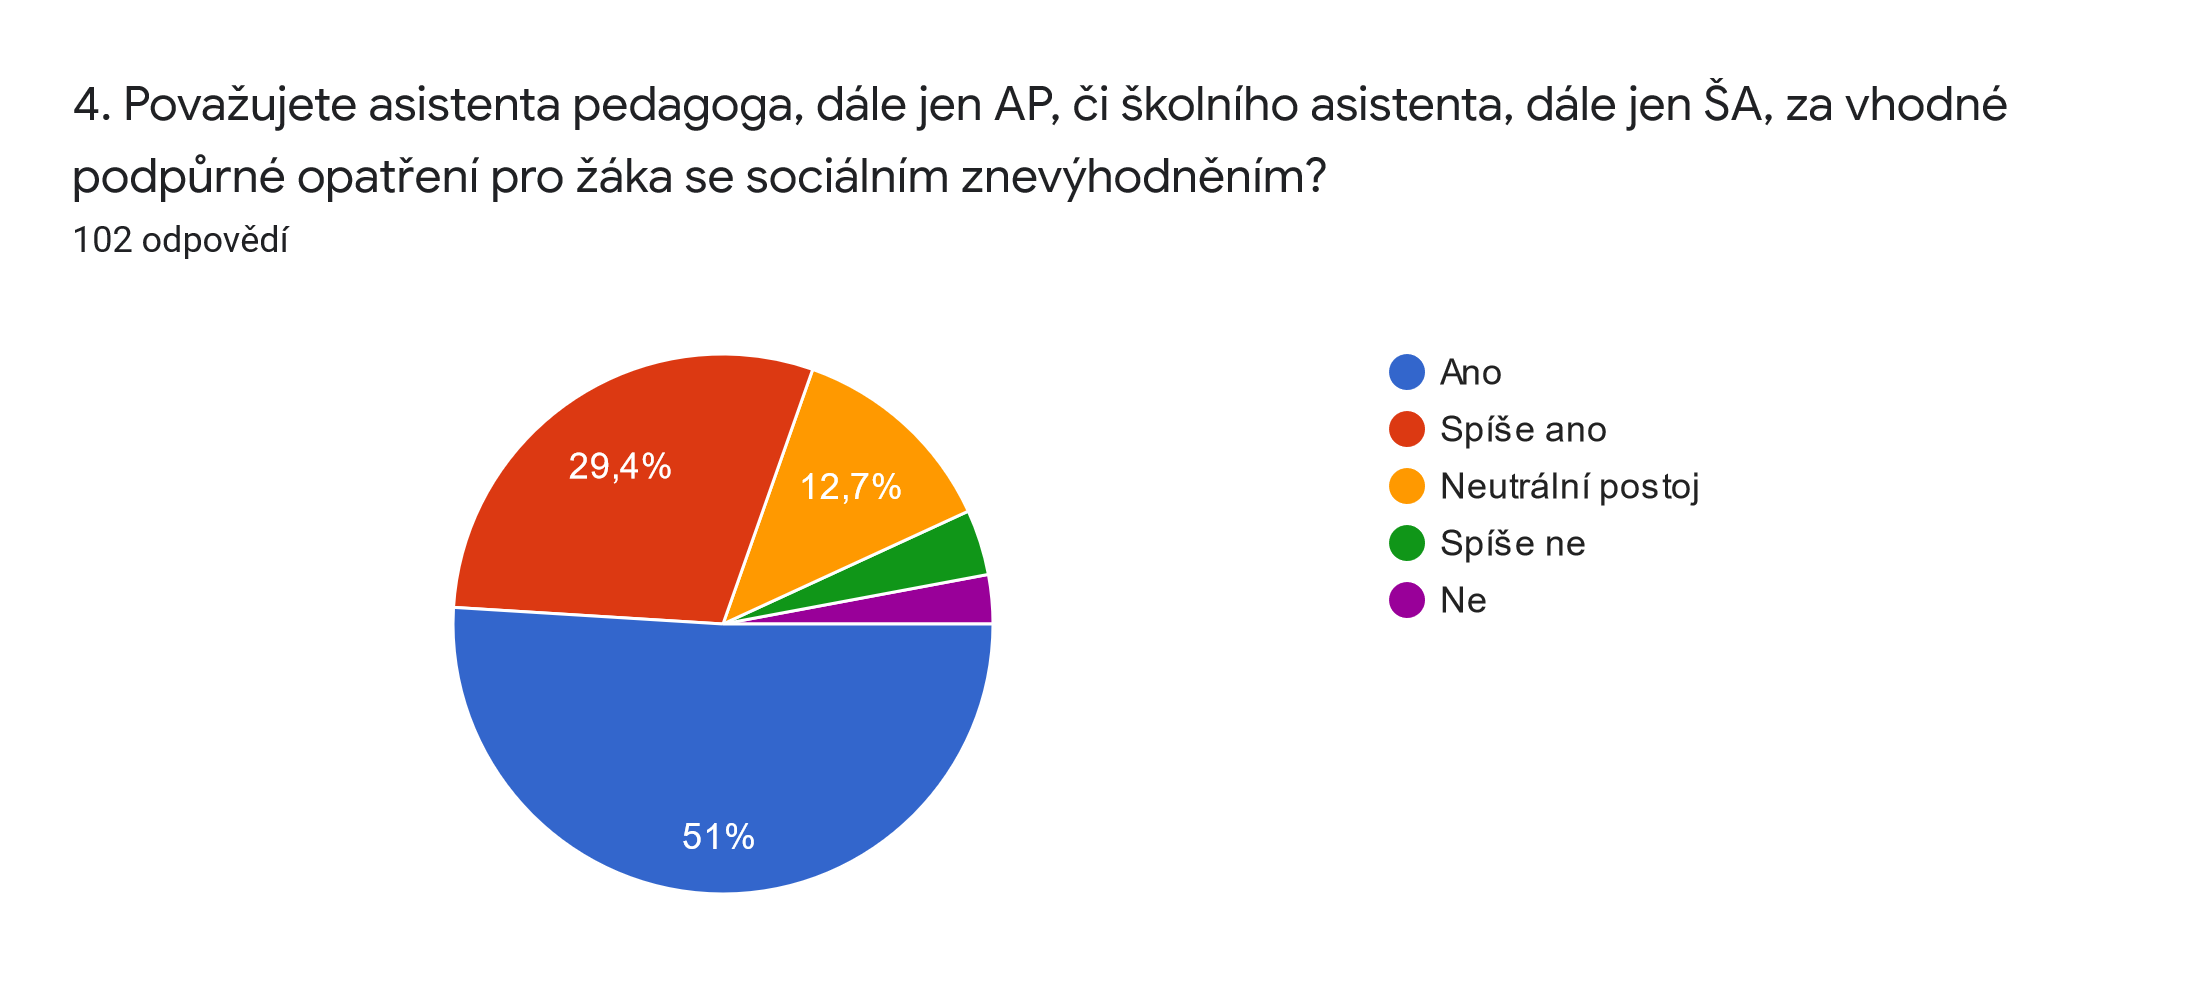 4. Považujete asistenta pedagoga, dále jen AP, či školního asistenta, dále jen ŠA, za vhodné
podpůrné opatření pro žáka se sociálním znevýhodněním?
102 odpovědí
Ano
Spíše ano
Neutrální postoj
Spíše ne
Ne
29,4%
12,7%
51%